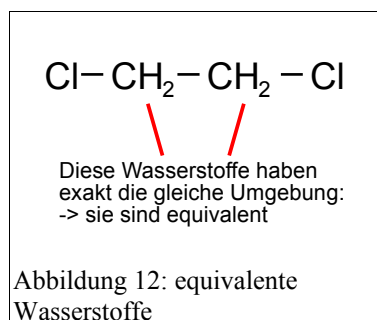 Cl–CH₂–CH₂–Cl
Diese Wasserstoffe haben
exakt die gleiche Umgebung:
-> sie sind equivalent
Abbildung 12: equivalente
Wasserstoffe